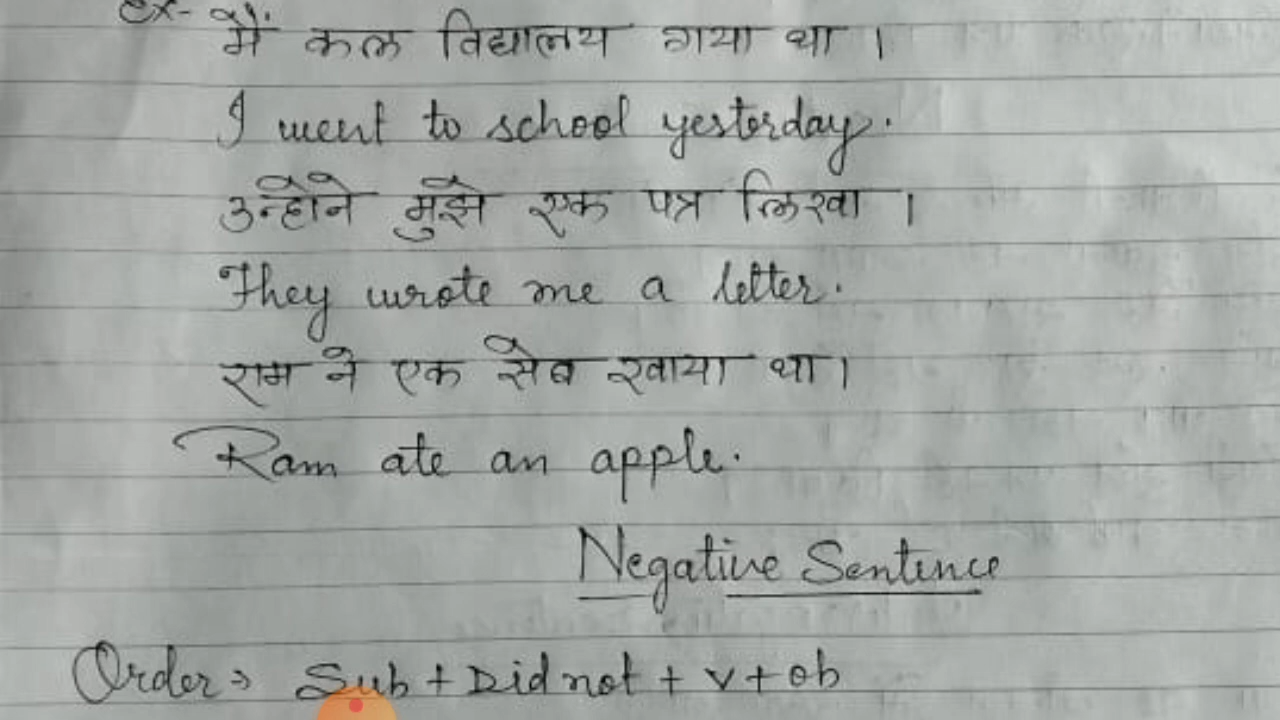 ex- मैं कल विद्यालय गया था ।
I went to school yesterday.
उन्होंने मुझे एक पत्र लिखा ।
They wrote me a letter.
राम ने एक सेब खाया था।
Ram ate an apple.
Negative Sentence
Order ⇒ Sub + Did not + v + ob